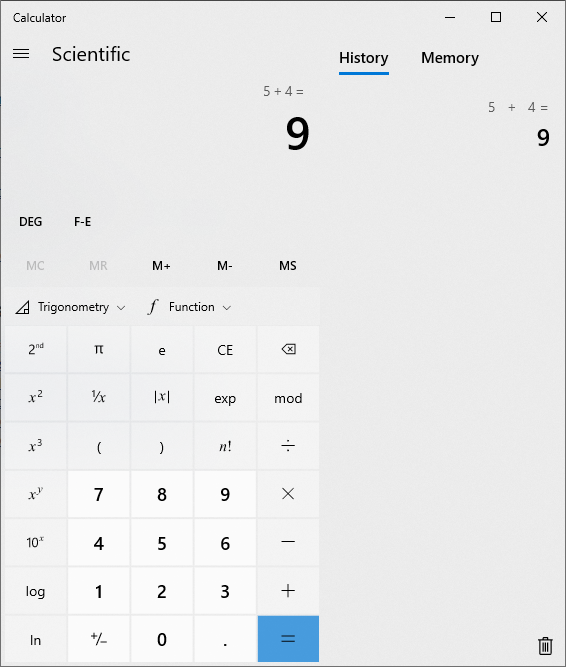 Calculator
Scientific
History Memory
5 + 4 =
9
5 + 4 =
9
DEG F-E
MC MR M+ M- MS
Trigonometry f Function
2ⁿᵈ π e CE
x² ¹/x |x| exp mod
x³ ( ) n! ÷
xʸ 7 8 9 ×
10ˣ 4 5 6 −
log 1 2 3 +
ln +/− 0 . =